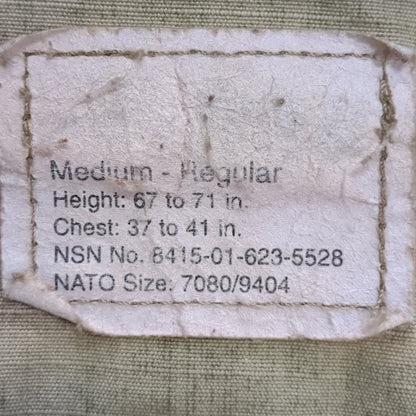 Medium - Regular
Height: 67 to 71 in.
Chest: 37 to 41 in.
NSN No. 8415-01-623-5528
NATO Size: 7080/9404